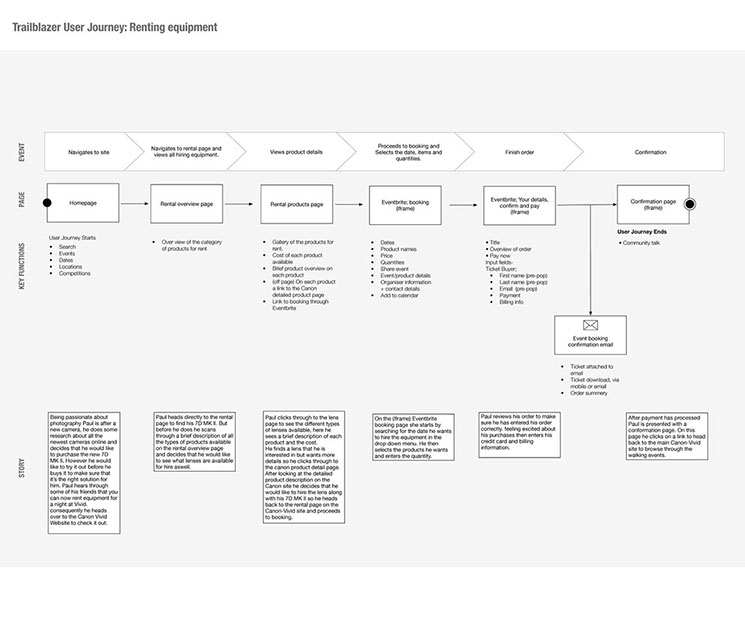 Trailblazer User Journey: Renting equipment
EVENT
Navigates to site
Navigates to rental page and
views all hiring equipment.
Views product details
Proceeds to booking and
Selects the date, items and
quantities.
Finish order
Confirmation
PAGE
Homepage
Rental overview page
Rental products page
Eventbrite; booking
(Iframe)
Eventbrite; Your details,
confirm and pay
(Iframe)
Confirmation page
(Iframe)
KEY FUNCTIONS
User Journey Starts
• Search
• Events
• Dates
• Locations
• Competitions
• Over view of the category
of products for rent
• Gallery of the products for
rent.
• Cost of each product
available
• Brief product overview on
each product
• (off page) On each product
a link to the Canon
detailed product page
• Link to booking through
Eventbrite
• Dates
• Product names
• Price
• Quantities
• Share event
• Event/product details
• Organiser information
+ contact details
• Add to calendar
• Title
• Overview of order
• Pay now
Input fields-
Ticket Buyer;
• First name (pre-pop)
• Last name (pre-pop)
• Email (pre-pop)
• Payment
• Billing info
User Journey Ends
• Community talk
Event booking
confirmation email
• Ticket attached to
email
• Ticket download, via
mobile or email
• Order summery
STORY
Being passionate about
photography Paul is after a
new camera, he does some
research about all the
newest cameras online and
decides that he would like
to purchase the new 7D
MK II. However he would
like to try it out before he
buys it to make sure that
it's the right solution for
him. Paul hears through
some of his friends that you
can now rent equipment for
a right at Vivid.
consequently he heads
over to the Canon Vivid
Website to check it out.
Paul heads directly to the rental
page to find his 7D MK II. But
before he does he scans
through a brief description of all
the types of products available
on the rental overview page
and decides that he would like
to see what lenses are available
for hire aswell.
Paul clicks through to the lens
page to see the different types
of lenses available, here he
sees a brief description of each
product and the cost.
He finds a lens that he is
interested in but wants more
details so he clicks through to
the canon product detail page.
After looking at the detailed
product description on the
Canon site he decides that he
would like to hire the lens along
with his 7D MK II so he heads
back to the rental page on the
Canon-Vivid site and proceeds
to booking.
On the (Iframe) Eventbrite
booking page she starts by
searching for the date he wants
to hire the equipment in the
drop down menu. He then
selects the products he wants
and enters the quantity.
Paul reviews his order to make
sure he has entered his order
correctly, feeling excited about
his purchases then enters his
credit card and billing
information.
After payment has processed
Paul is presented with a
conformation page. On this
page he clicks on a link to head
back to the main Canon-Vivid
site to browse through the
walking events.